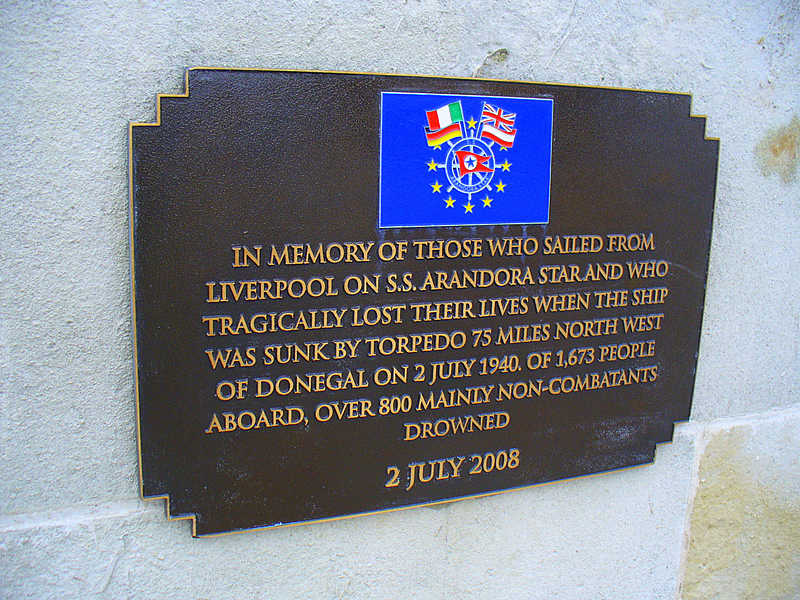 IN MEMORY OF THOSE WHO SAILED FROM
LIVERPOOL ON S.S. ARANDORA STAR AND WHO
TRAGICALLY LOST THEIR LIVES WHEN THE SHIP
WAS SUNK BY TORPEDO 75 MILES NORTH WEST
OF DONEGAL ON 2 JULY 1940. OF 1,673 PEOPLE
ABOARD, OVER 800 MAINLY NON-COMBATANTS
DROWNED
2 JULY 2008